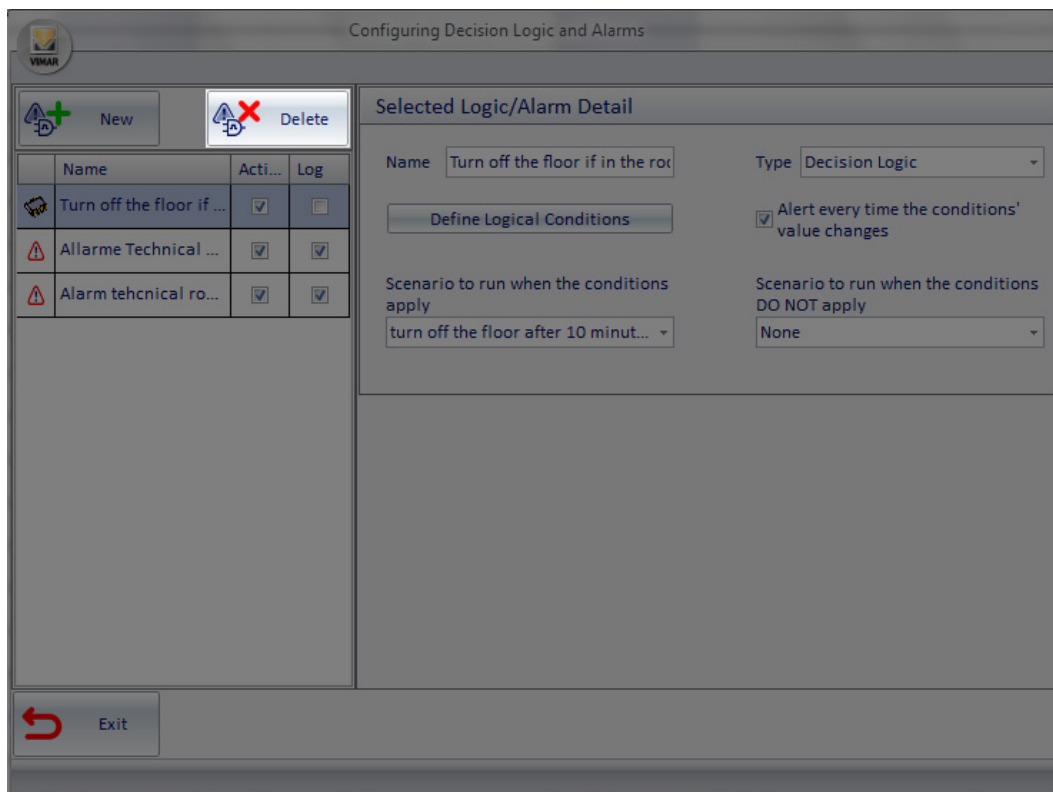 Configuring Decision Logic and Alarms
VIMAR
New
Delete
Selected Logic/Alarm Detail
Name Acti... Log
Turn off the floor if ...
Allarme Technical ...
Alarm tehcnical ro...
Name Turn off the floor if in the roo
Type Decision Logic
Define Logical Conditions
Alert every time the conditions'
value changes
Scenario to run when the conditions
apply
turn off the floor after 10 minut...
Scenario to run when the conditions
DO NOT apply
None
Exit